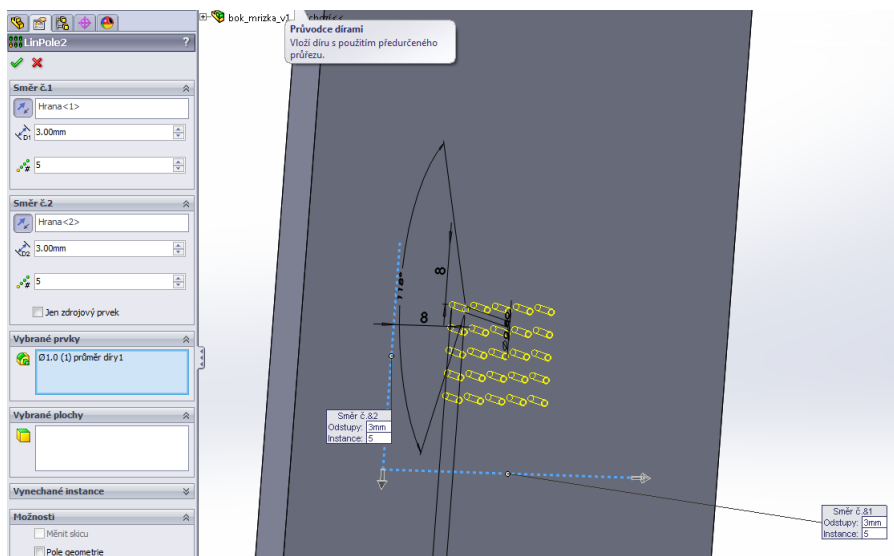 bok_mrizka_v1
Průvodce dírami
Vloží díru s použitím předurčeného
průřezu.
LinPole2
?
Směr č.1
Hrana<1>
D1
3.00mm
#
5
Směr č.2
Hrana<2>
D2
3.00mm
#
5
Jen zdrojový prvek
Vybrané prvky
Ø1.0 (1) průměr díry1
Vybrané plochy
Vynechané instance
Možnosti
Měnit skicu
Pole geometrie
8
8
Směr č.&2
Odstupy: 3mm
Instance: 5
Směr č.&1
Odstupy: 3mm
Instance: 5